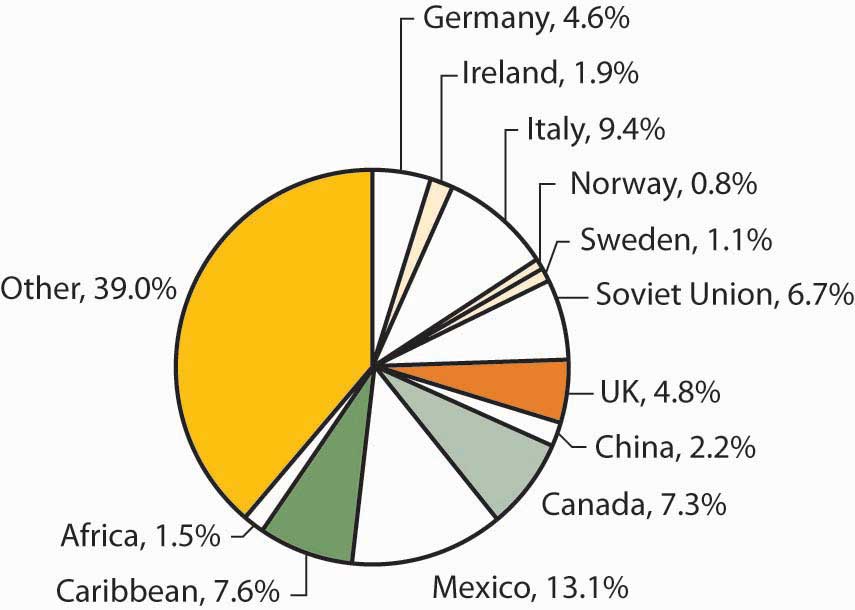 Germany, 4.6%
Ireland, 1.9%
Italy, 9.4%
Norway, 0.8%
Sweden, 1.1%
Soviet Union, 6.7%
UK, 4.8%
China, 2.2%
Canada, 7.3%
Mexico, 13.1%
Caribbean, 7.6%
Africa, 1.5%
Other, 39.0%